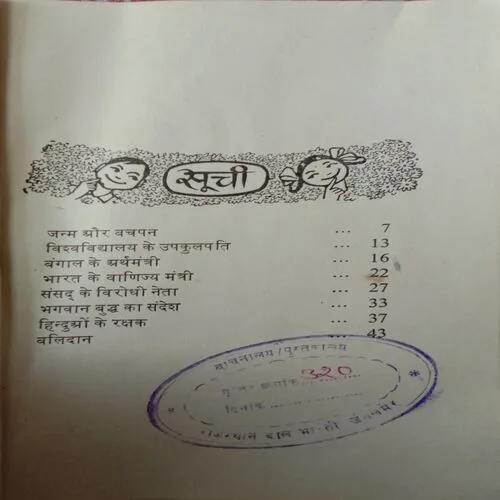 सूची
जन्म और बचपन ... 7
विश्वविद्यालय के उपकुलपति ... 13
बंगाल के अर्थमंत्री ... 16
भारत के वाणिज्य मंत्री ... 22
संसद् के विरोधी नेता ... 27
भगवान बुद्ध का संदेश ... 33
हिन्दुओं के रक्षक ... 37
बलिदान ... 43
वाचनालय/पुस्तकालय
320
दिनांक